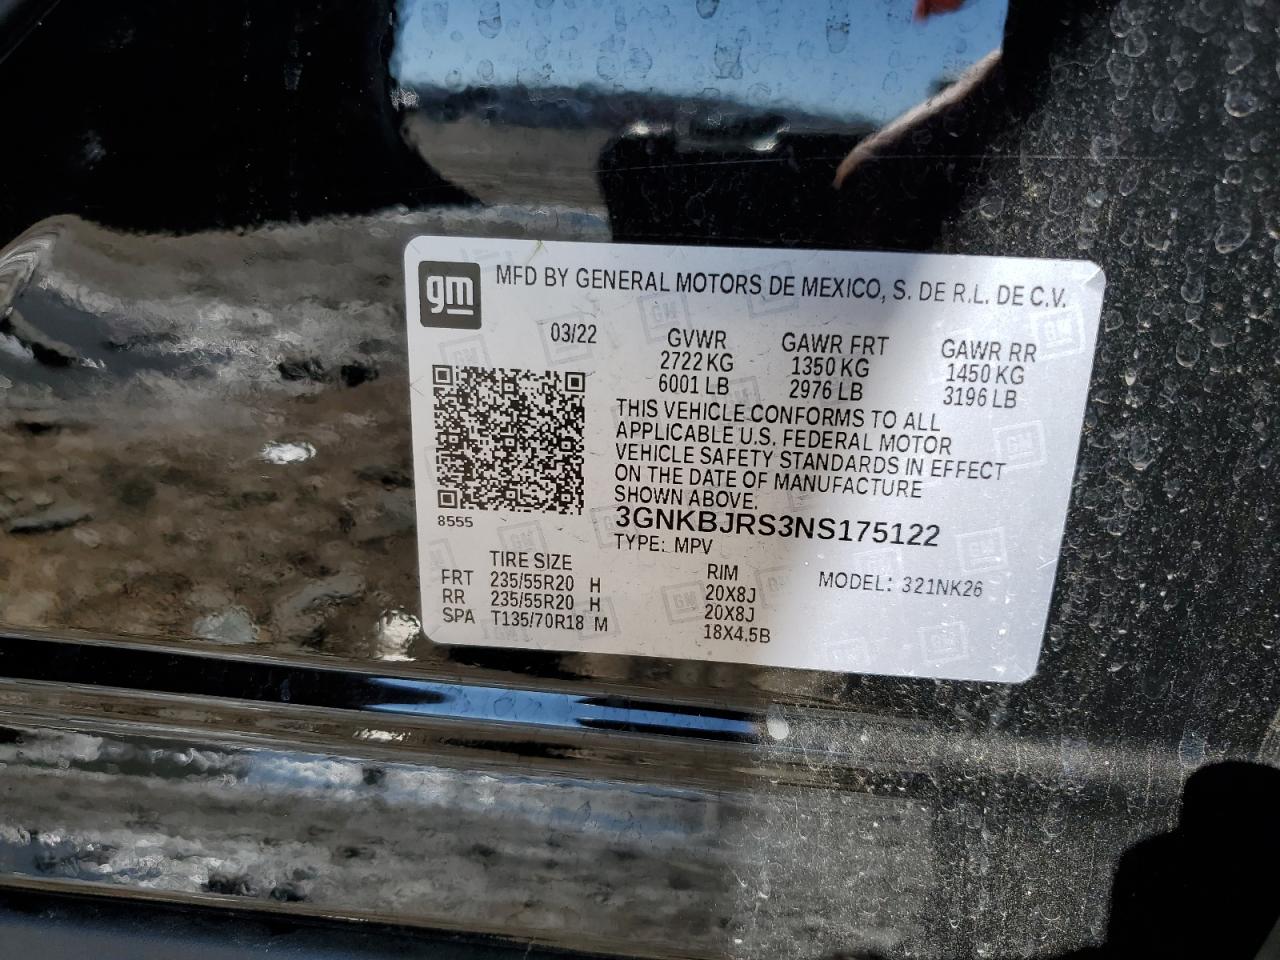 gm MFD BY GENERAL MOTORS DE MEXICO, S. DE R.L. DE C.V.
03/22 GVWR GAWR FRT GAWR RR
2722 KG 1350 KG 1450 KG
6001 LB 2976 LB 3196 LB
THIS VEHICLE CONFORMS TO ALL
APPLICABLE U.S. FEDERAL MOTOR
VEHICLE SAFETY STANDARDS IN EFFECT
ON THE DATE OF MANUFACTURE
SHOWN ABOVE.
8555
3GNKBJRS3NS175122
TYPE: MPV
TIRE SIZE RIM MODEL: 321NK26
FRT 235/55R20 H 20X8J
RR 235/55R20 H 20X8J
SPA T135/70R18 M 18X4.5B